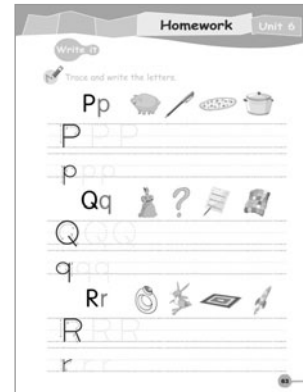 Homework Unit 6
Write it
Trace and write the letters.
Pp
P P P
p p p p
Qq
Q Q Q
q q q
Rr
R R R
r r r
62